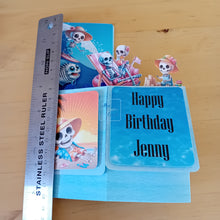 Happy
Birthday
Jenny
STAINLESS STEEL RULER